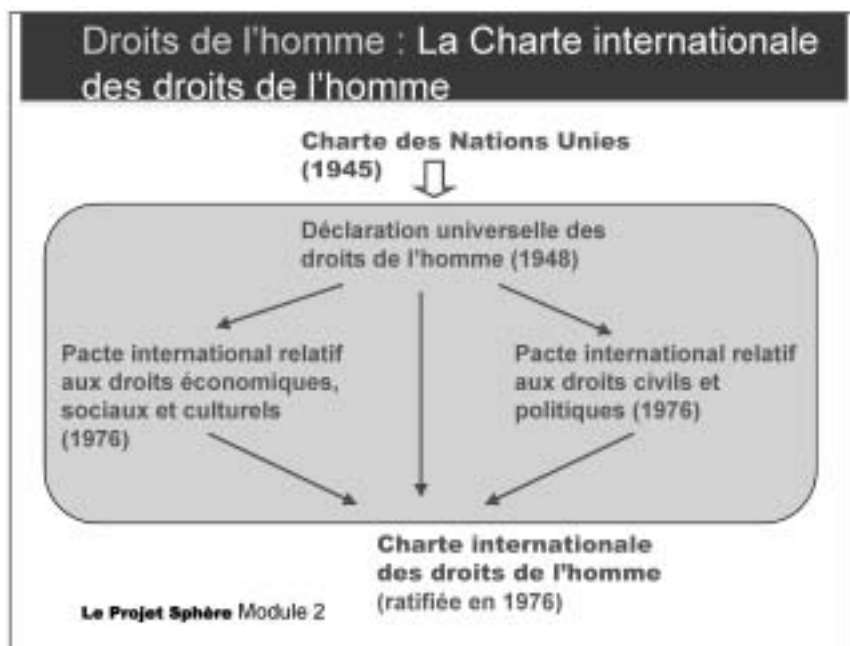 Droits de l'homme : La Charte internationale
des droits de l'homme
Charte des Nations Unies
(1945)
Déclaration universelle des
droits de l'homme (1948)
Pacte international relatif
aux droits économiques,
sociaux et culturels
(1976)
Pacte international relatif
aux droits civils et
politiques (1976)
Charte internationale
des droits de l'homme
(ratifiée en 1976)
Le Projet Sphère Module 2